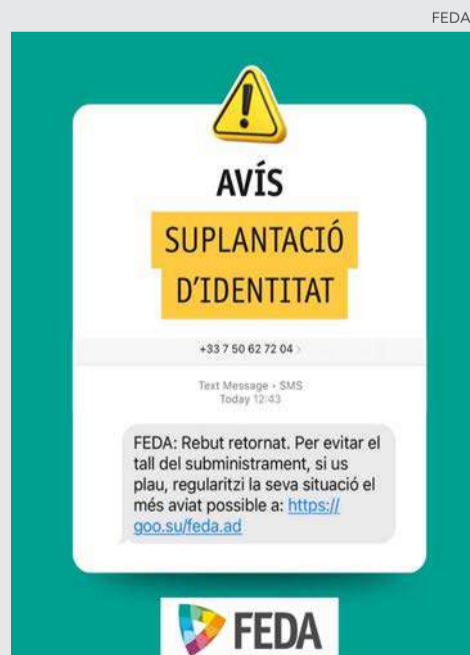 FEDA
AVÍS
SUPLANTACIÓ
D'IDENTITAT
+33 7 50 62 72 04 >
Text Message • SMS
Today 12:43
FEDA: Rebut retornat. Per evitar el
tall del subministrament, si us
plau, regularitzi la seva situació el
més aviat possible a: https://
goo.su/feda.ad
FEDA